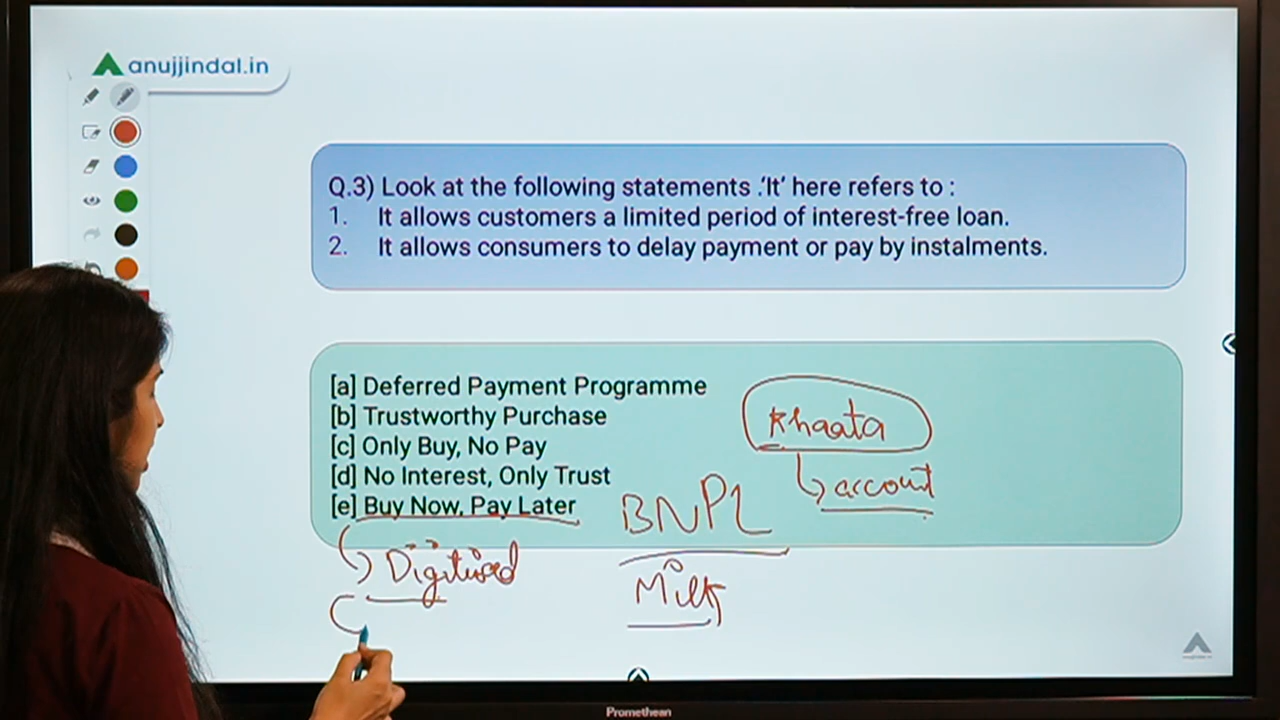 anujjindal.in
Q.3) Look at the following statements .'It' here refers to :
1. It allows customers a limited period of interest-free loan.
2. It allows consumers to delay payment or pay by instalments.
[a] Deferred Payment Programme
[b] Trustworthy Purchase
[c] Only Buy, No Pay
[d] No Interest, Only Trust
[e] Buy Now, Pay Later
Khaata
account
BNPL
Digitised
Milk
Promethean